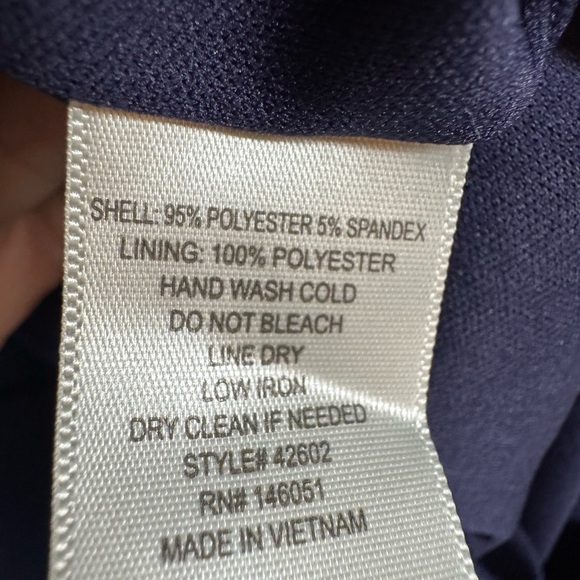 SHELL: 95% POLYESTER 5% SPANDEX
LINING: 100% POLYESTER
HAND WASH COLD
DO NOT BLEACH
LINE DRY
LOW IRON
DRY CLEAN IF NEEDED
STYLE# 42602
RN# 146051
MADE IN VIETNAM